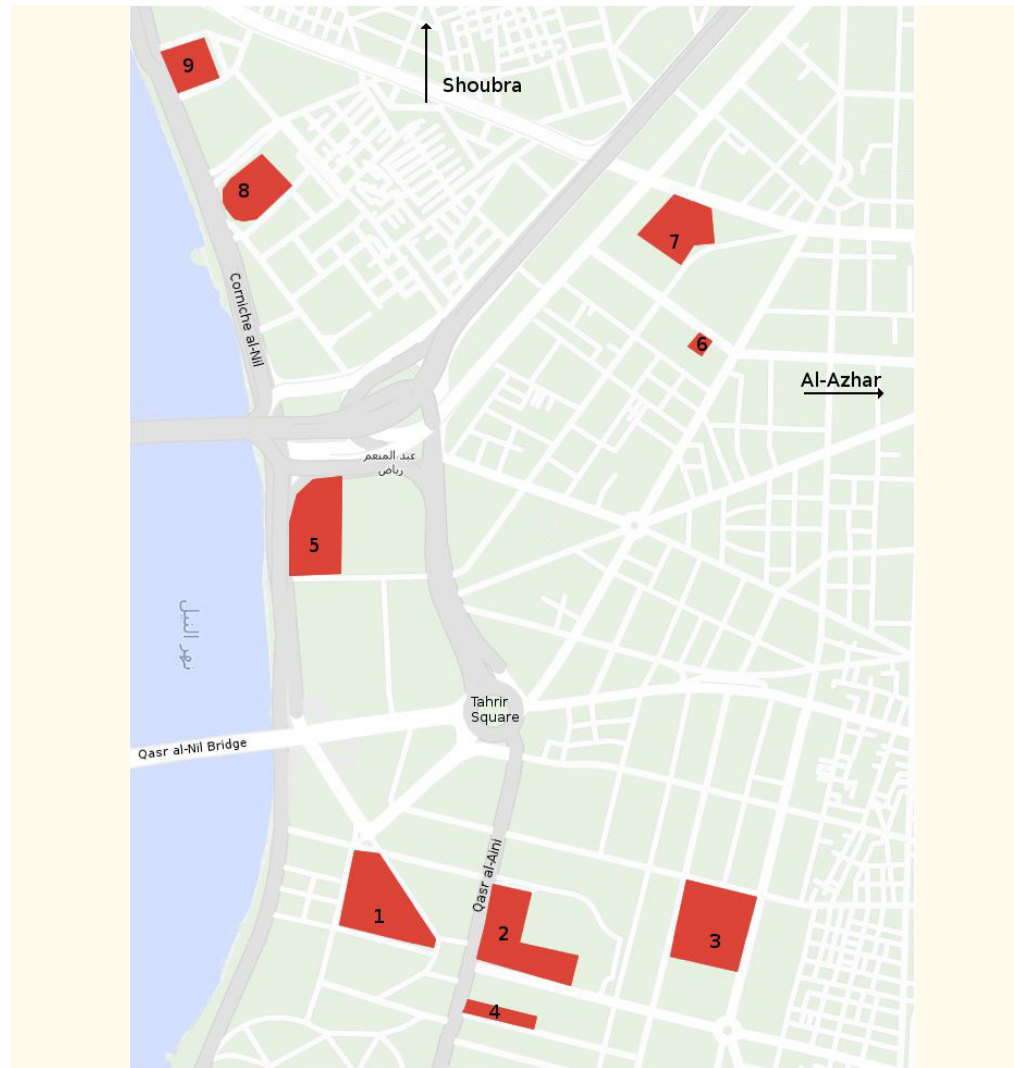 9
Shoubra
8
7
Corniche al-Nil
6
Al-Azhar
عبد المنعم
رياض
5
نهر النيل
Tahrir
Square
Qasr al-Nil Bridge
Qasr al-Aini
1
2
3
4